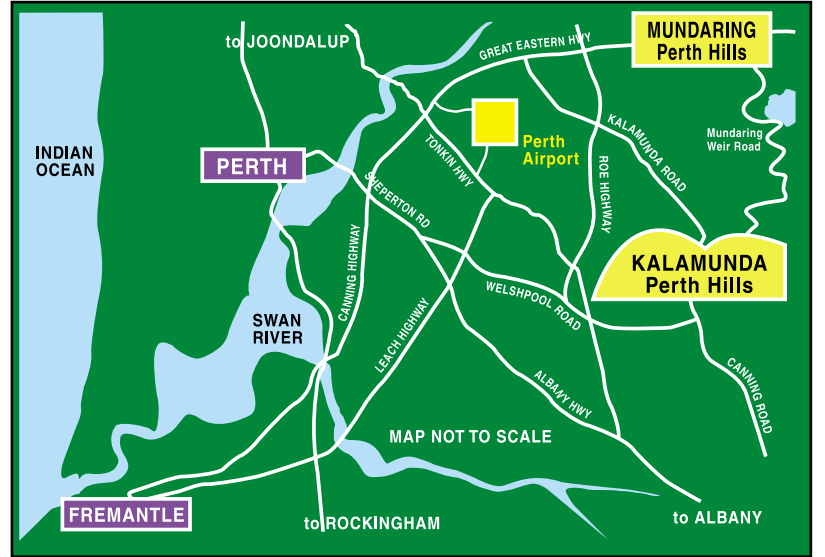 to JOONDALUP
GREAT EASTERN HWY
MUNDARING
Perth Hills
INDIAN
OCEAN
PERTH
Perth
Airport
TONKIN HWY
SHEPERTON RD
ROE HIGHWAY
KALAMUNDA ROAD
Mundaring
Weir Road
KALAMUNDA
Perth Hills
CANNING HIGHWAY
WELSHPOOL ROAD
SWAN
RIVER
LEACH HIGHWAY
ALBANY HWY
CANNING ROAD
MAP NOT TO SCALE
FREMANTLE
to ROCKINGHAM
to ALBANY